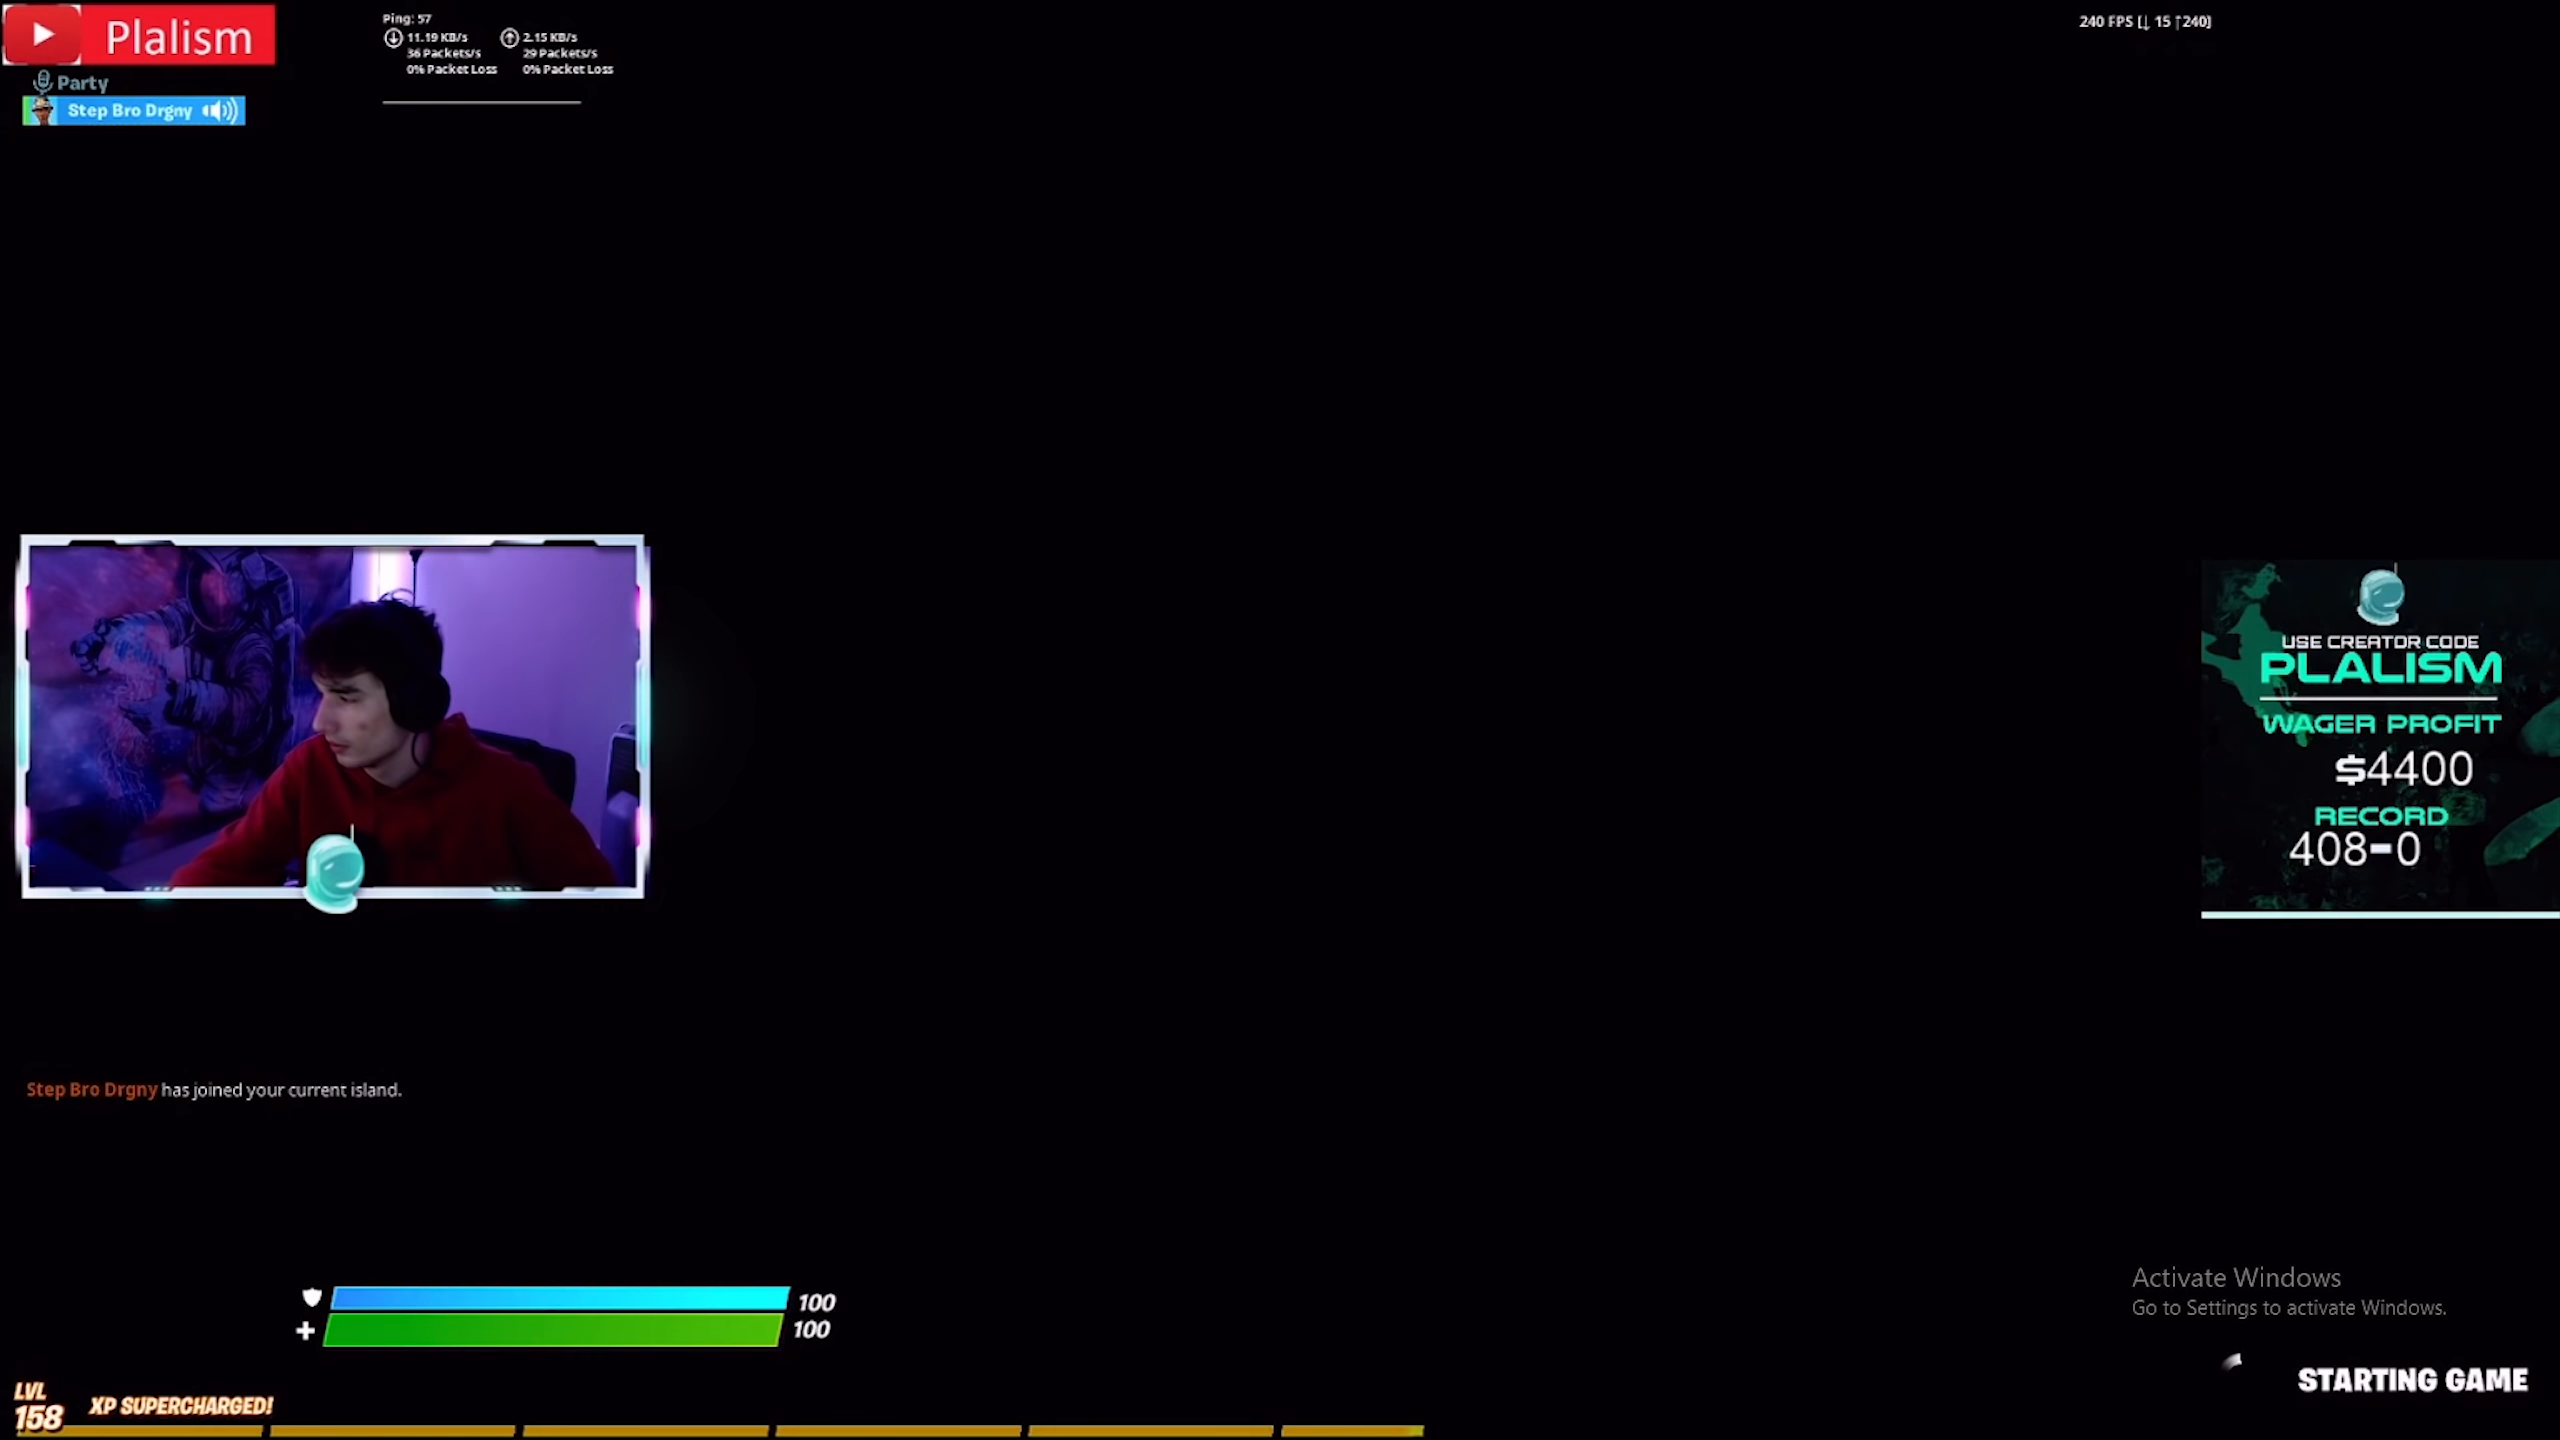 Plalism
Party
Step Bro Drgny
Ping: 57
11.19 KB/s
36 Packets/s
0% Packet Loss
2.15 KB/s
29 Packets/s
0% Packet Loss
240 FPS [↓ 15 ↑240]
USE CREATOR CODE
PLALISM
WAGER PROFIT
$4400
RECORD
408-0
Step Bro Drgny has joined your current island.
100
100
Activate Windows
Go to Settings to activate Windows.
STARTING GAME
LVL
158
XP SUPERCHARGED!